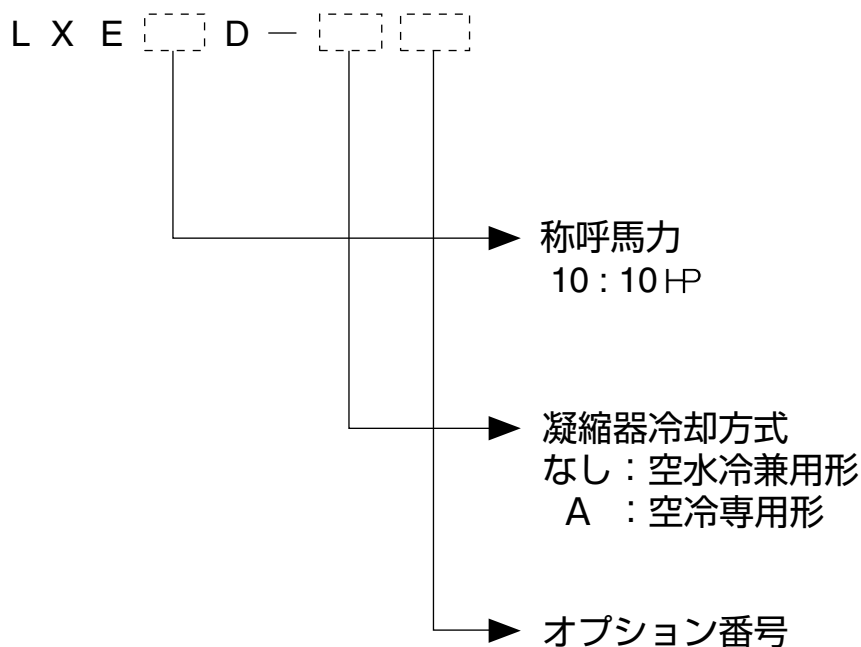 LXE D－
称呼馬力
10：10HP
凝縮器冷却方式
なし：空水冷兼用形
A ：空冷専用形
オプション番号